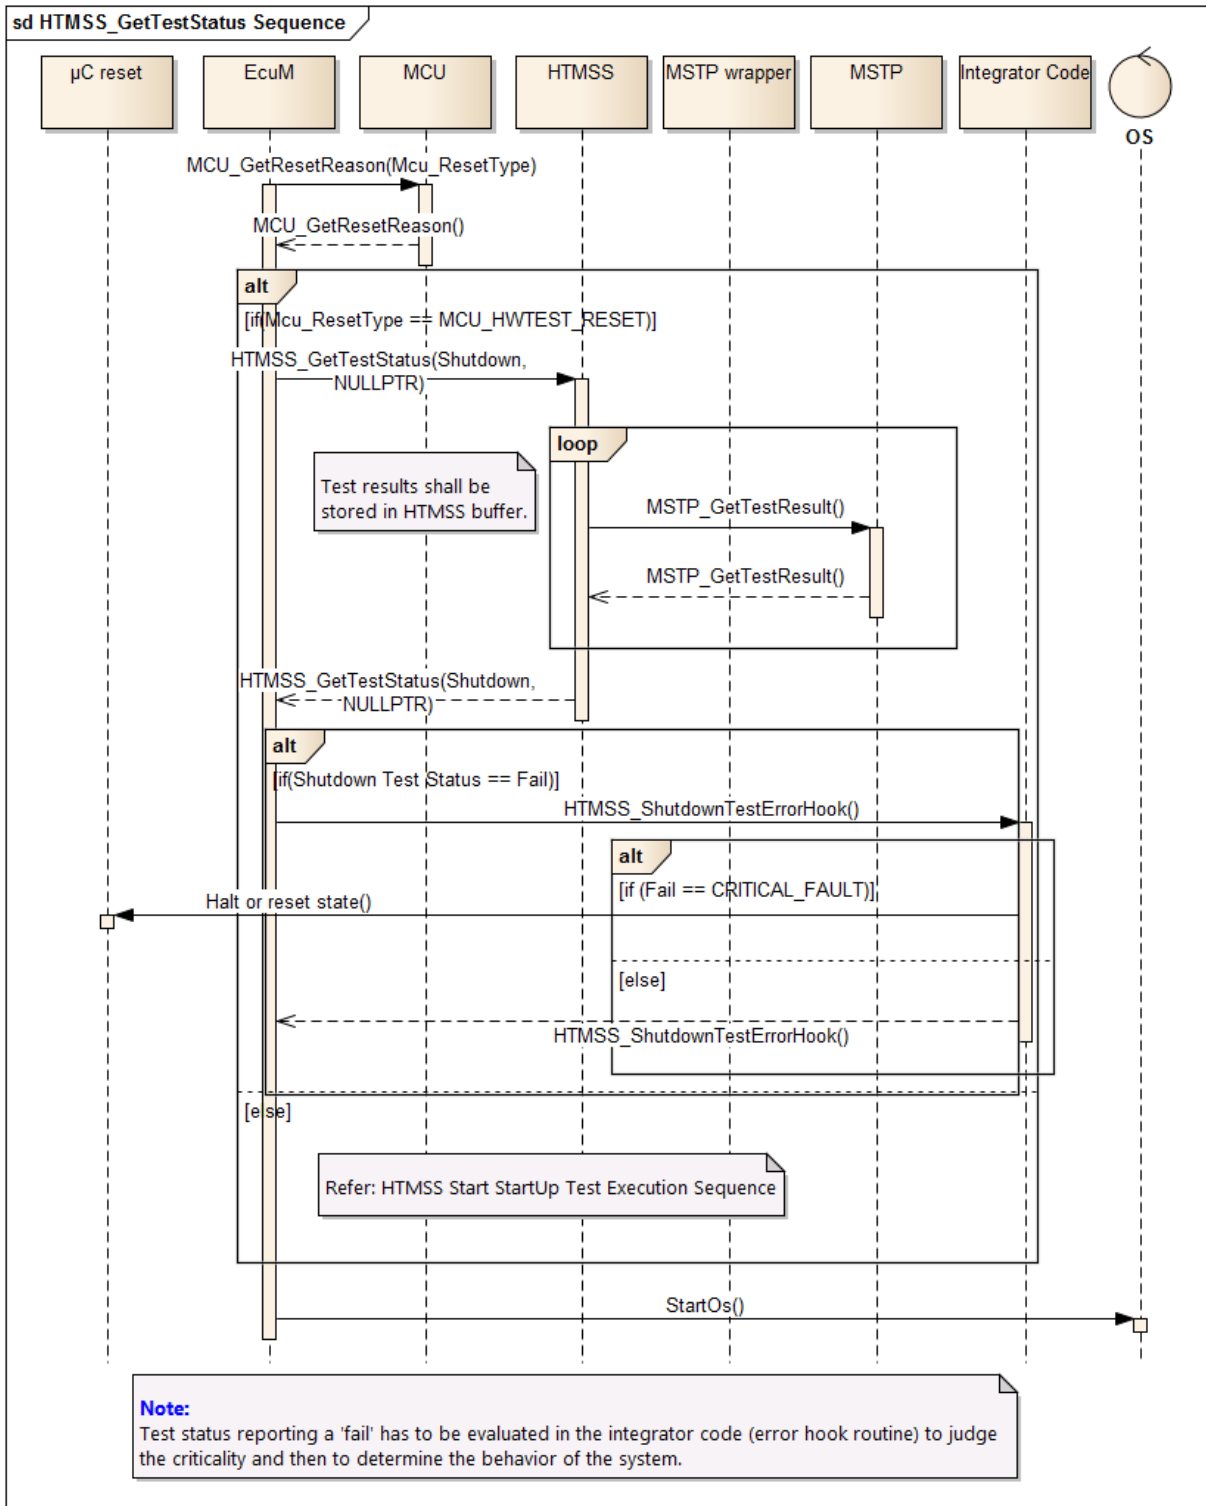 sd HTMSS_GetTestStatus Sequence
µC reset
EcuM
MCU
HTMSS
MSTP wrapper
MSTP
Integrator Code
OS
MCU_GetResetReason(Mcu_ResetType)
MCU_GetResetReason()
alt
[if(Mcu_ResetType == MCU_HWTEST_RESET)]
HTMSS_GetTestStatus(Shutdown,
NULLPTR)
loop
Test results shall be
stored in HTMSS buffer.
MSTP_GetTestResult()
MSTP_GetTestResult()
HTMSS_GetTestStatus(Shutdown,
NULLPTR)
alt
[if(Shutdown Test Status == Fail)]
HTMSS_ShutdownTestErrorHook()
alt
[if (Fail == CRITICAL_FAULT)]
Halt or reset state()
[else]
HTMSS_ShutdownTestErrorHook()
[else]
Refer: HTMSS Start StartUp Test Execution Sequence
StartOs()
Note:
Test status reporting a 'fail' has to be evaluated in the integrator code (error hook routine) to judge
the criticality and then to determine the behavior of the system.